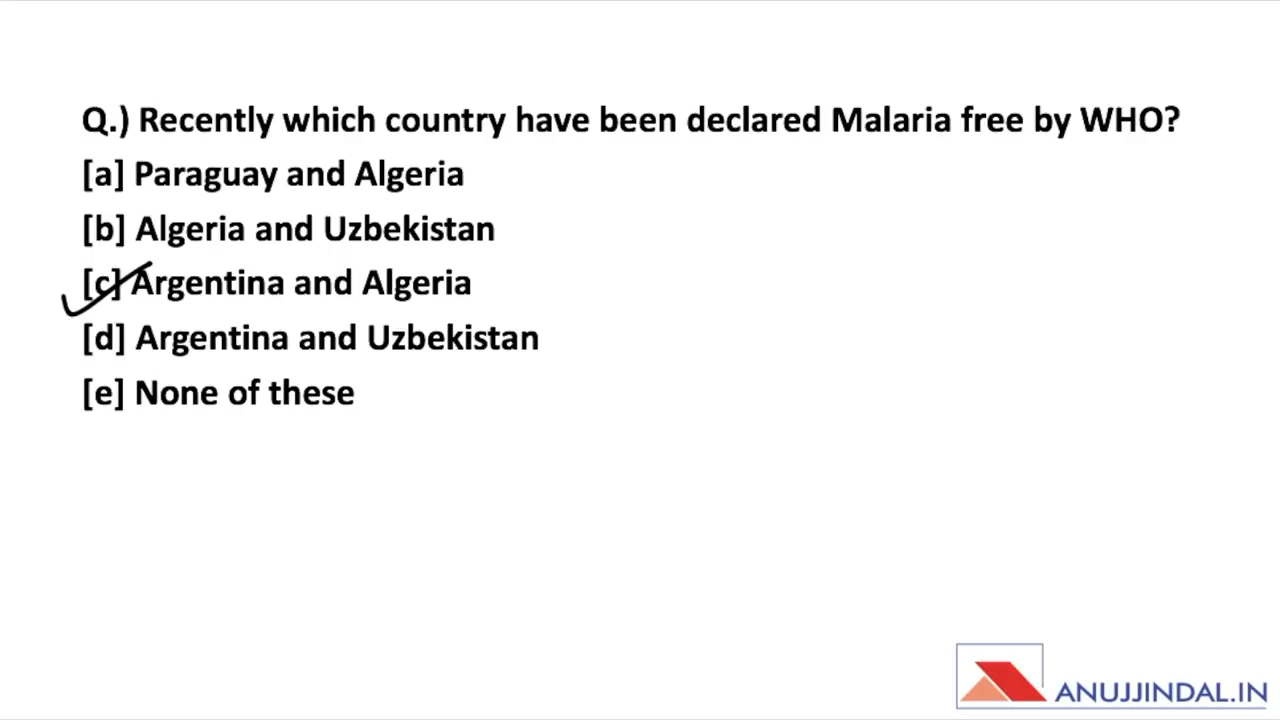 Q.) Recently which country have been declared Malaria free by WHO?
[a] Paraguay and Algeria
[b] Algeria and Uzbekistan
[c] Argentina and Algeria
[d] Argentina and Uzbekistan
[e] None of these
ANUJJINDAL.IN